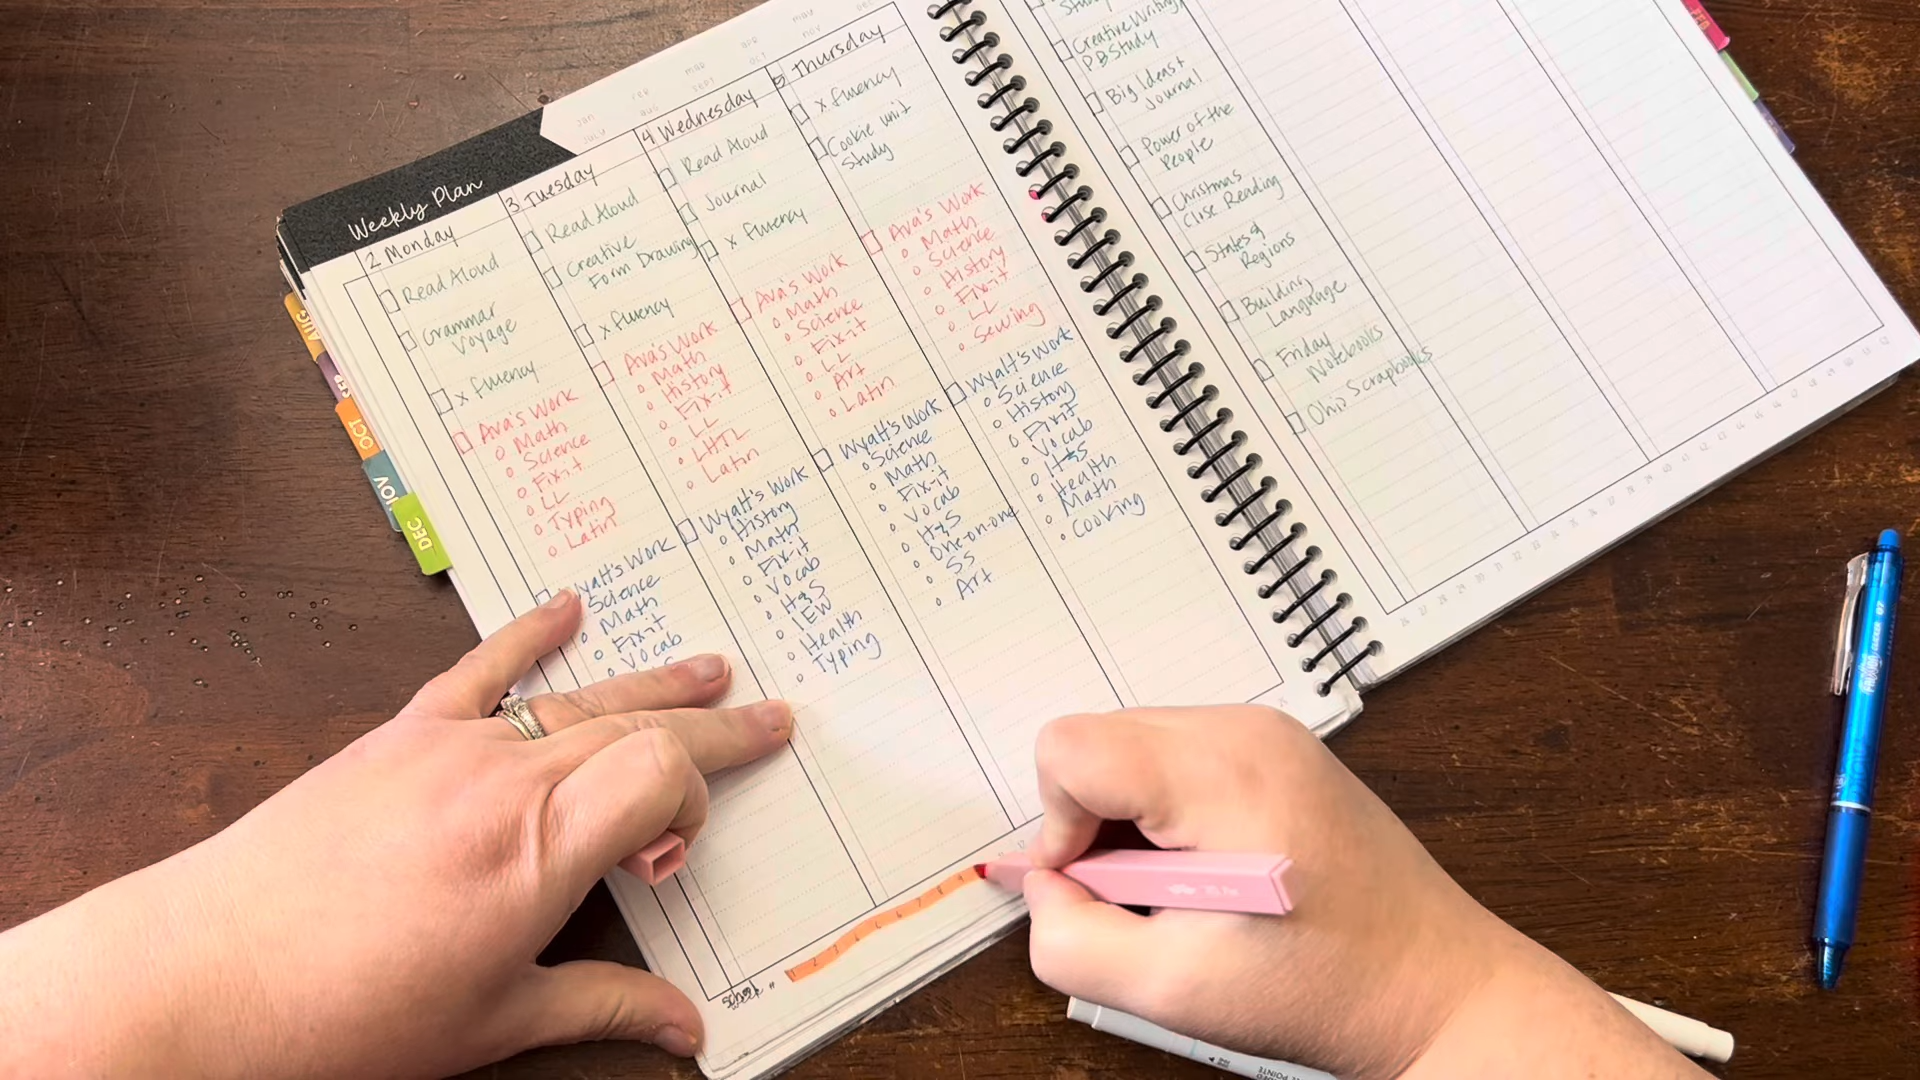 Weekly Plan
jan
feb
mar
apr
may
july
aug
sept
oct
nov
dec
2 Monday
Read Aloud
Grammar
Voyage
x fluency
Ava's Work
Math
Science
Fix-it
LL
Typing
Latin
Wyatt's Work
Science
Math
Fix-it
Vocab
3 Tuesday
Read Aloud
Creative
Form Drawing
x fluency
Ava's Work
Math
History
Fix-it
LL
LHTL
Latin
Wyatt's Work
History
Math
Fix-it
Vocab
H&S
IEW
Health
Typing
4 Wednesday
Read Aloud
Journal
x fluency
Ava's Work
Math
Science
Fix-it
LL
Art
Latin
Wyatt's Work
Science
Math
Fix-it
Vocab
H&S
One-on-one
SS
Art
5 Thursday
x fluency
Cookie unit
study
Ava's Work
Math
Science
History
Fix-it
LL
Sewing
Wyatt's Work
Science
History
Fix-it
Vocab
H&S
Health
Math
Cooking
Study
Creative Writing
PB Study
Big Ideas +
Journal
Power of the
People
Christmas
Close Reading
States &
Regions
Building
Language
Friday
Notebooks
Ohio Scrapbooks
AUG
SEP
OCT
NOV
DEC
FEB